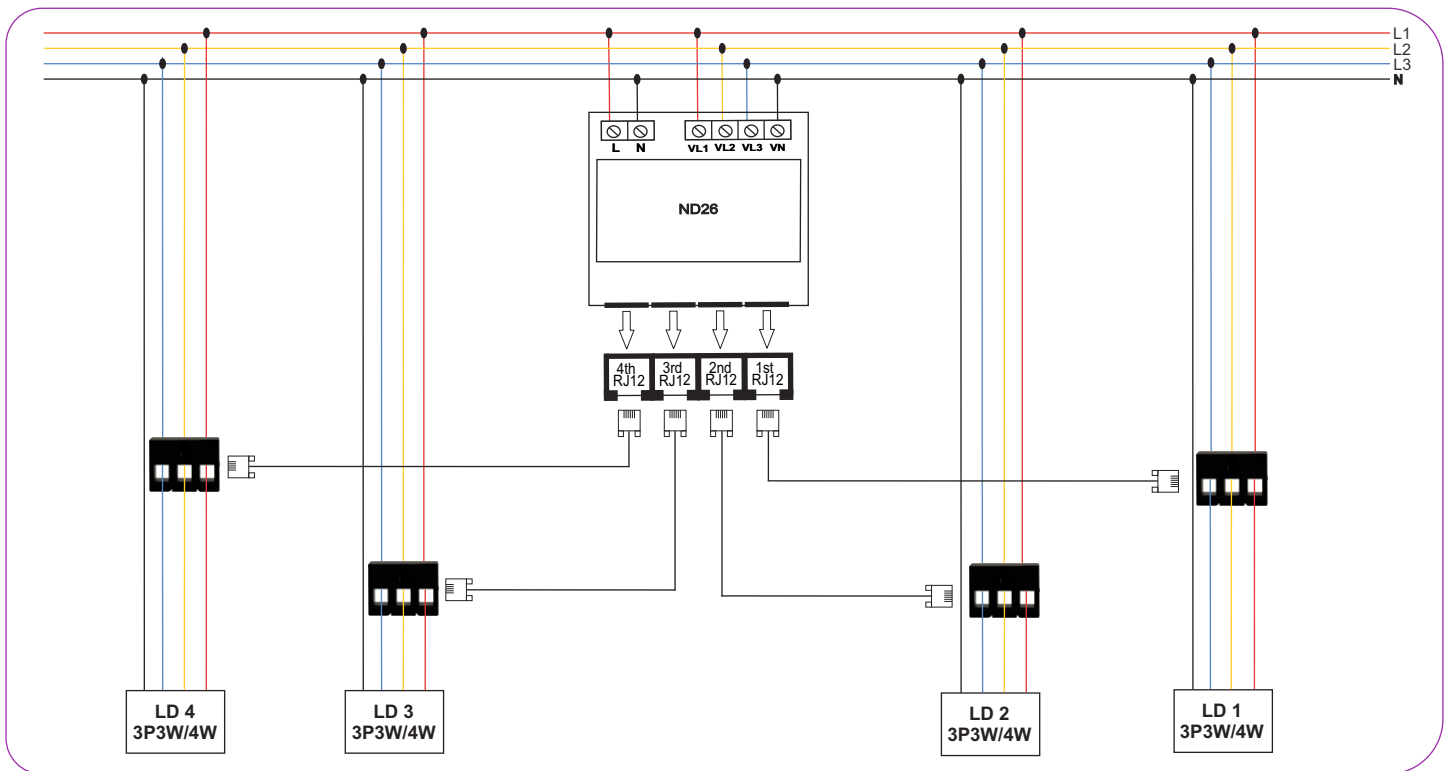 L1
L2
L3
N
L N VL1 VL2 VL3 VN
ND26
4th RJ12
3rd RJ12
2nd RJ12
1st RJ12
LD 4
3P3W/4W
LD 3
3P3W/4W
LD 2
3P3W/4W
LD 1
3P3W/4W